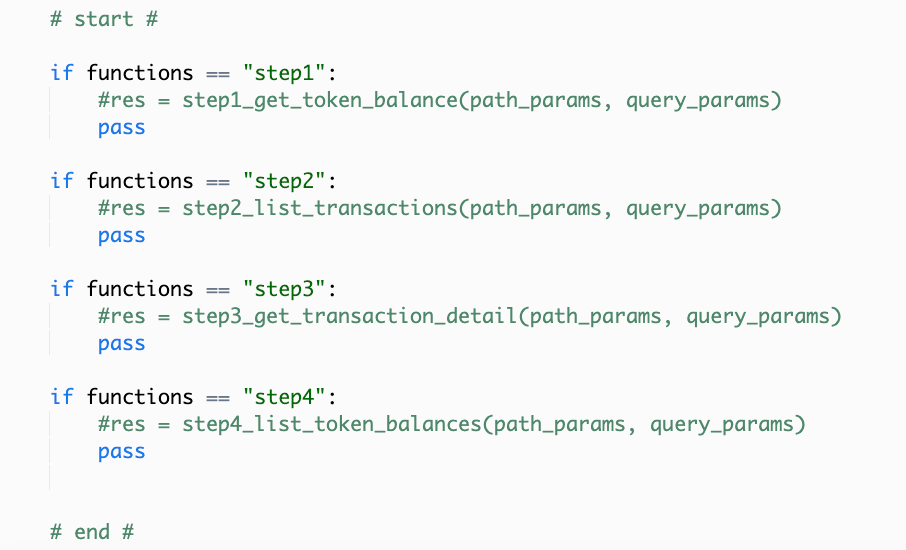 # start #
if functions == "step1":
#res = step1_get_token_balance(path_params, query_params)
pass
if functions == "step2":
#res = step2_list_transactions(path_params, query_params)
pass
if functions == "step3":
#res = step3_get_transaction_detail(path_params, query_params)
pass
if functions == "step4":
#res = step4_list_token_balances(path_params, query_params)
pass
# end #